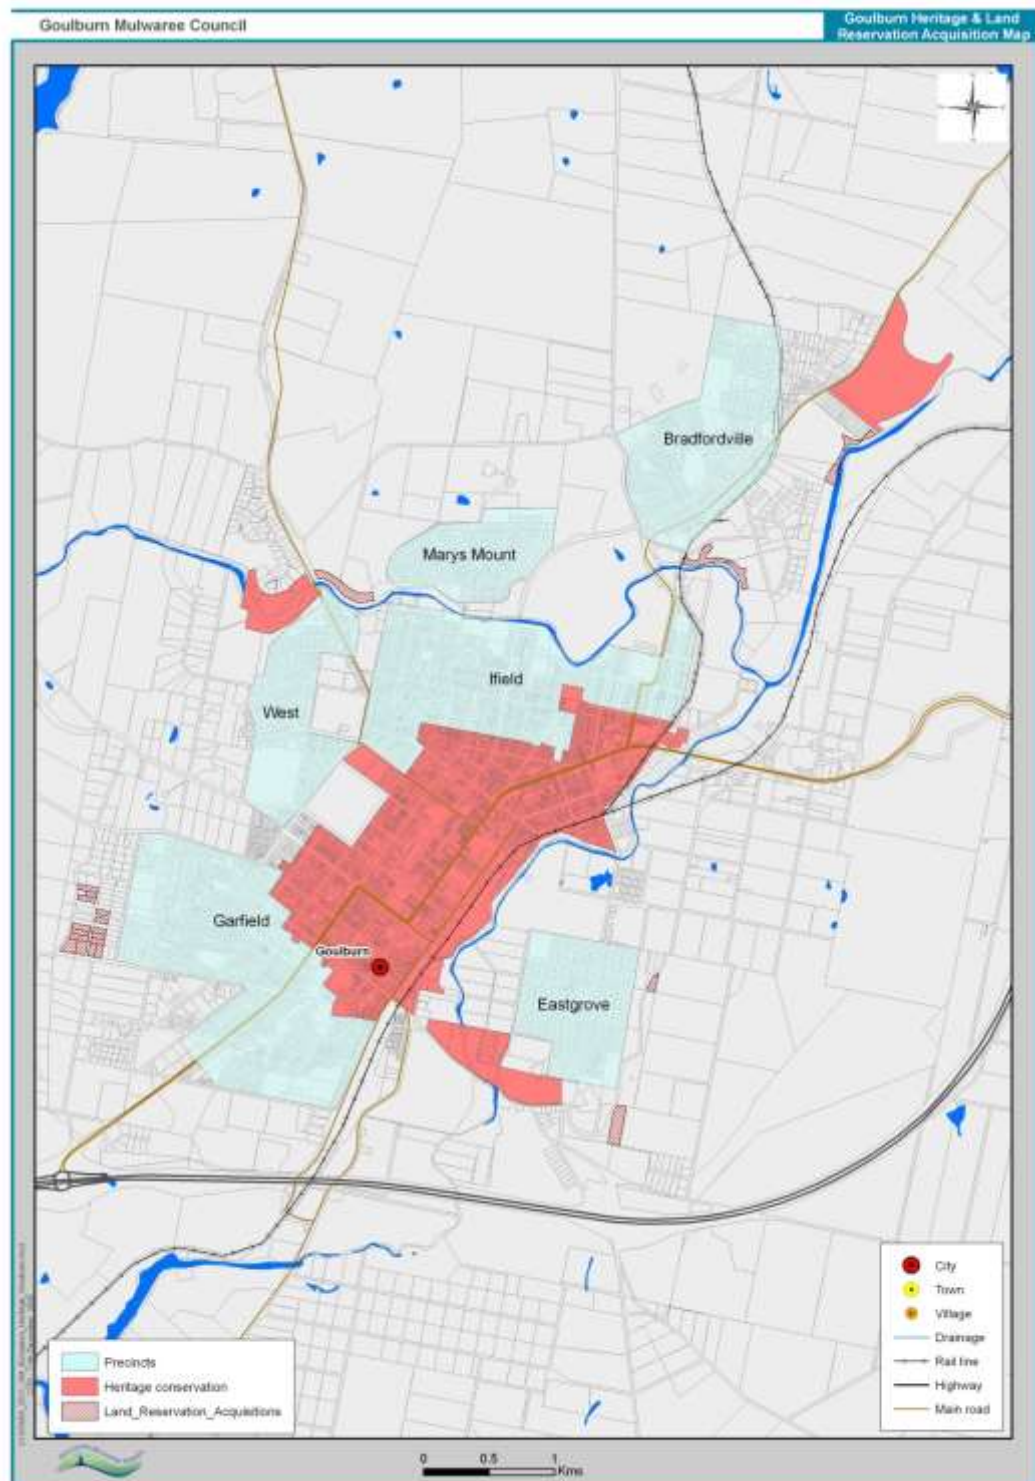 Goulburn Mulwaree Council
Goulburn Heritage & Land
Reservation Acquisition Map
Bradfordville
Marys Mount
Ifield
West
Garfield
Goulburn
Eastgrove
City
Town
Village
Drainage
Rail line
Highway
Main road
Precincts
Heritage conservation
Land_Reservation_Acquisitions
0 0.5 1
Kms